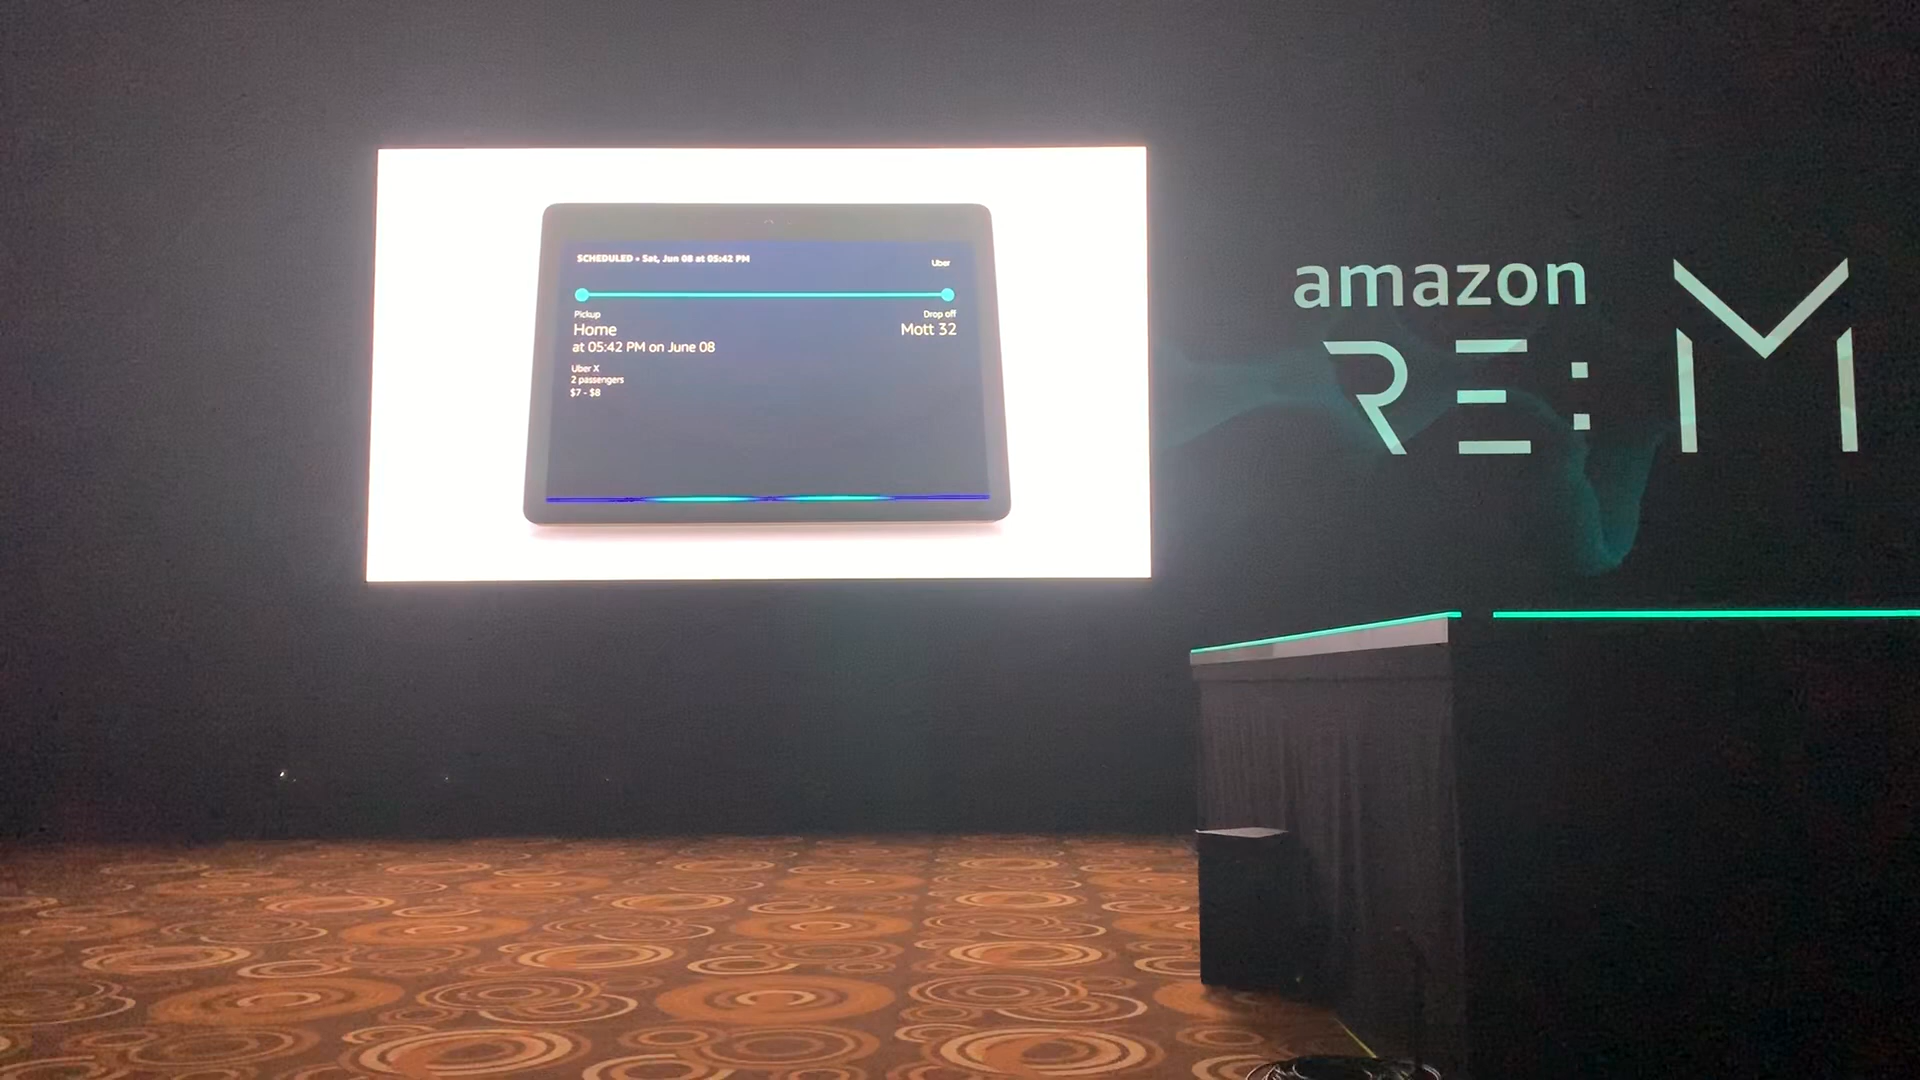 SCHEDULED • Sat, Jun 08 at 05:42 PM
Uber
Pickup
Drop off
Home
Mott 32
at 05:42 PM on June 08
Uber X
2 passengers
$7 - $8
amazon
RE:M